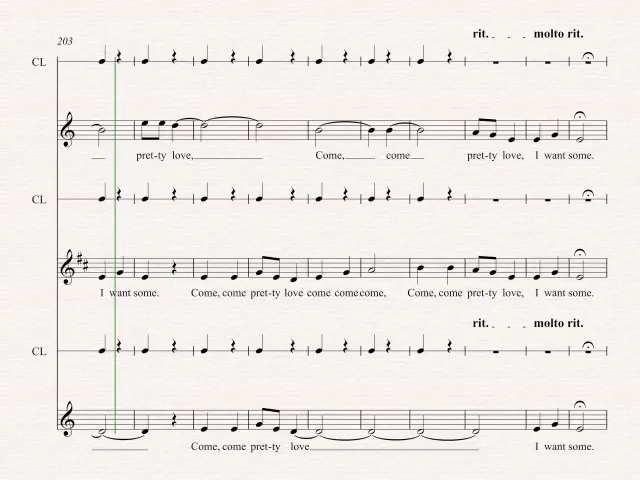 rit. _ _ _ molto rit.
203
CL
pret-ty love, Come, come pret-ty love, I want some.
CL
I want some. Come, come pret-ty love come come come, Come, come pret-ty love, I want some.
rit. _ _ _ molto rit.
CL
Come, come pret-ty love I want some.